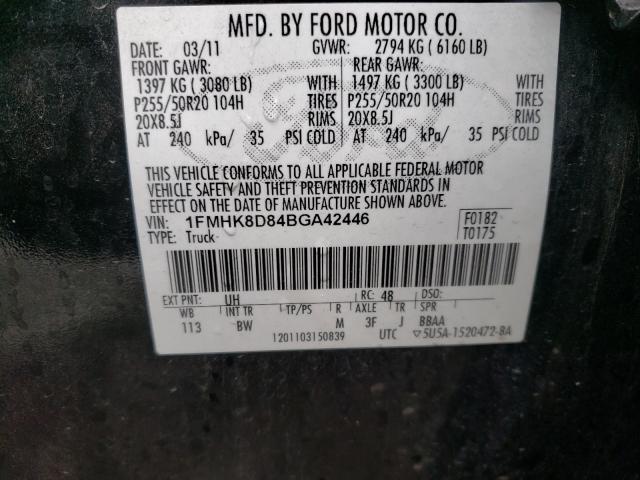 MFD. BY FORD MOTOR CO.
DATE: 03/11 GVWR: 2794 KG ( 6160 LB)
FRONT GAWR: REAR GAWR:
1397 KG ( 3080 LB) WITH 1497 KG ( 3300 LB) WITH
P255/50R20 104H TIRES P255/50R20 104H TIRES
20X8.5J RIMS 20X8.5J RIMS
AT 240 kPa/ 35 PSI COLD AT 240 kPa/ 35 PSI COLD
THIS VEHICLE CONFORMS TO ALL APPLICABLE FEDERAL MOTOR
VEHICLE SAFETY AND THEFT PREVENTION STANDARDS IN
EFFECT ON THE DATE OF MANUFACTURE SHOWN ABOVE.
VIN: 1FMHK8D84BGA42446 F0182
TYPE: Truck T0175
EXT PNT: UH RC: 48 DSO:
WB INT TR TP/PS R AXLE TR SPR
113 BW M 3F J BBAA
1201103150839 UTC ▽5U5A-1520472-BA